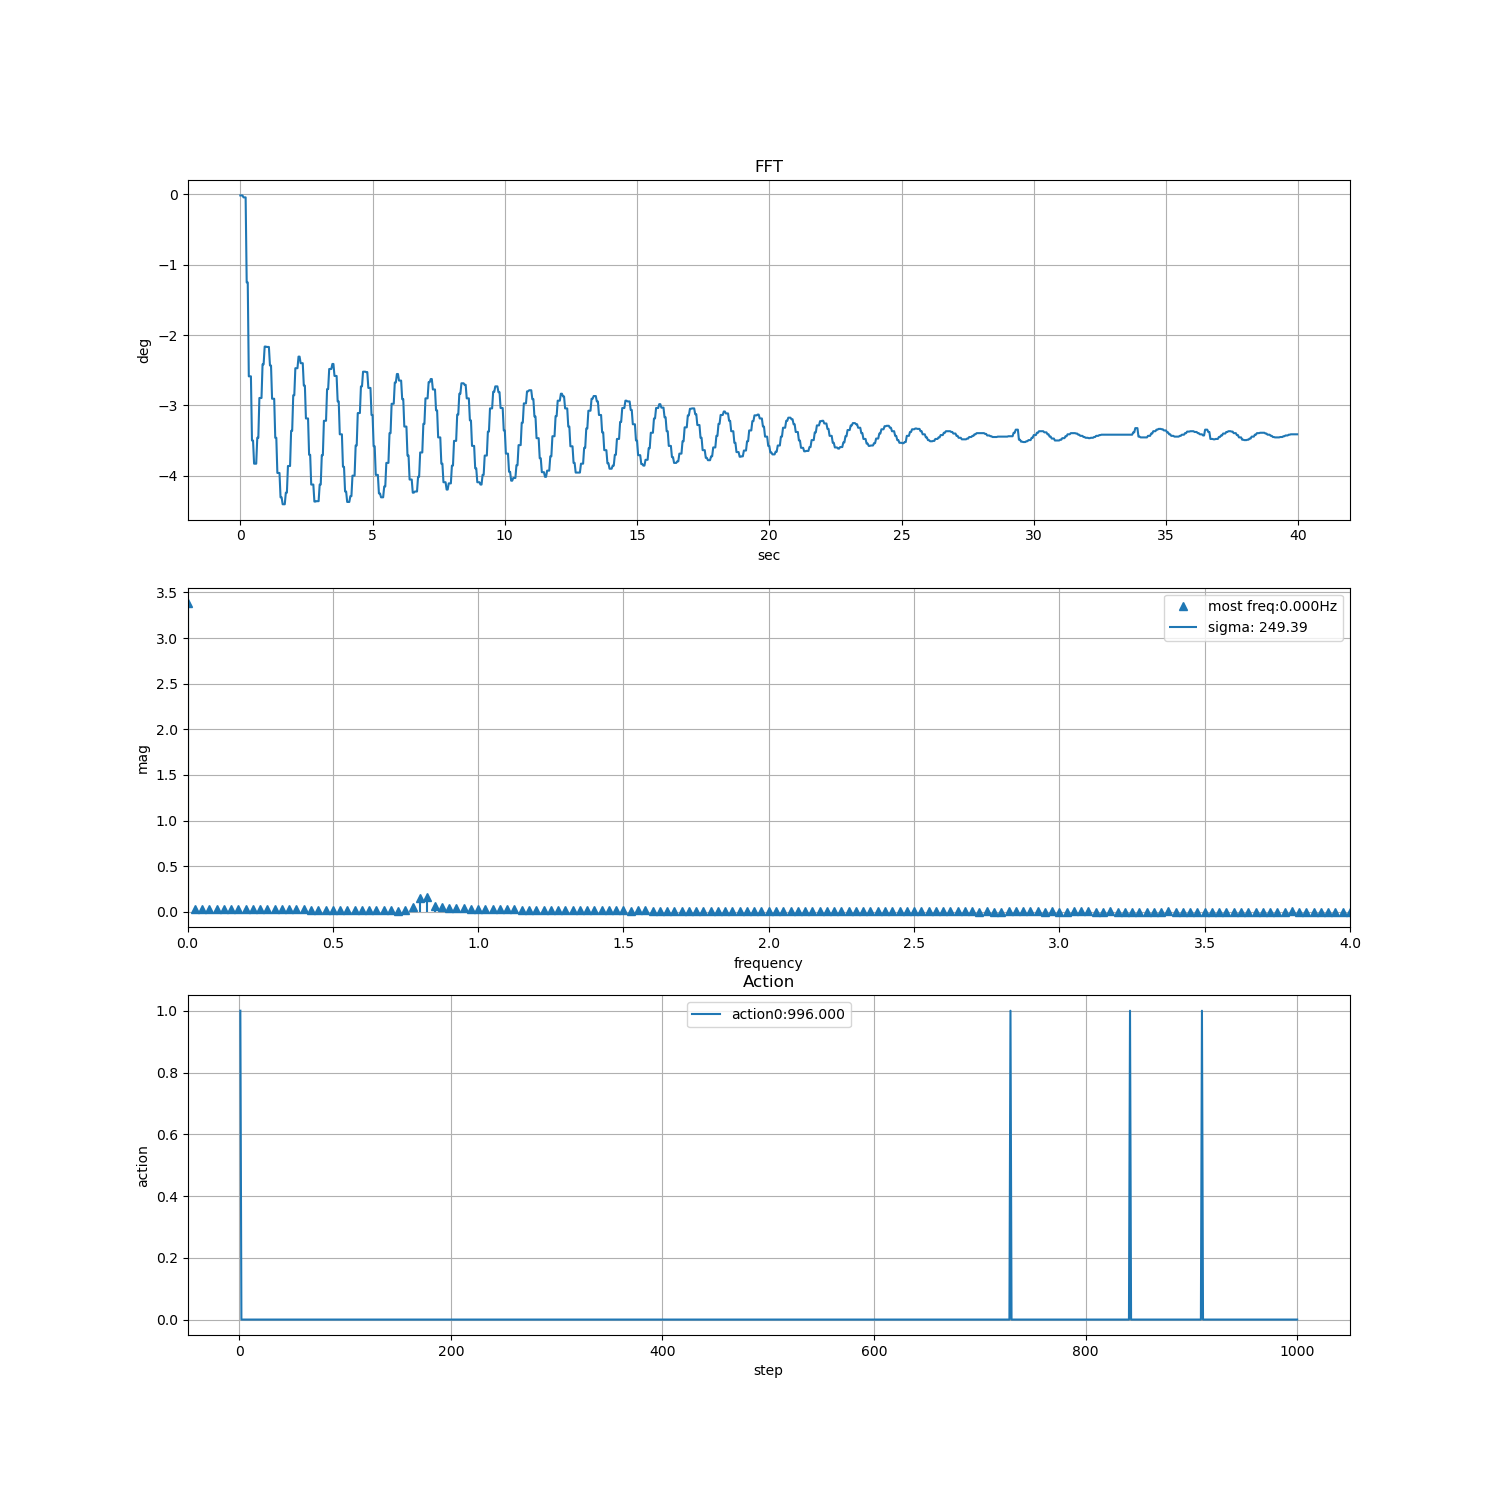 FFT
0
−1
−2
−3
−4
deg
0 5 10 15 20 25 30 35 40
sec
3.5
3.0
2.5
2.0
1.5
1.0
0.5
0.0
mag
most freq:0.000Hz
sigma: 249.39
0.0 0.5 1.0 1.5 2.0 2.5 3.0 3.5 4.0
frequency
Action
1.0
0.8
0.6
0.4
0.2
0.0
action
action0:996.000
0 200 400 600 800 1000
step